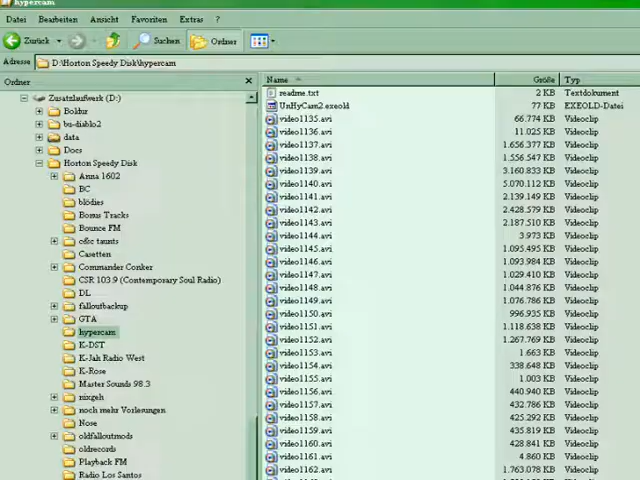 hypercam
Datei Bearbeiten Ansicht Favoriten Extras ?
Zurück Suchen Ordner
Adresse D:\Horton Speedy Disk\hypercam
Ordner
Zusatzlaufwerk (D:)
Boldur
bu-diablo2
data
Docs
Horton Speedy Disk
Anna 1602
BC
blödies
Bonus Tracks
Bounce FM
c&c taunts
Casetten
Commander Conker
CSR 103.9 (Contemporary Soul Radio)
DL
falloutbackup
GTA
hypercam
K-DST
K-Jah Radio West
K-Rose
Master Sounds 98.3
nixgeh
noch mehr Vorlesungen
Nose
oldfalloutmods
oldrecords
Playback FM
Radio Los Santos
Name Größe Typ
readme.txt 2 KB Textdokument
UnHyCam2.exeold 77 KB EXEOLD-Datei
video1135.avi 66.774 KB Videoclip
video1136.avi 11.025 KB Videoclip
video1137.avi 1.656.377 KB Videoclip
video1138.avi 1.556.547 KB Videoclip
video1139.avi 3.160.833 KB Videoclip
video1140.avi 5.070.112 KB Videoclip
video1141.avi 2.139.149 KB Videoclip
video1142.avi 2.428.579 KB Videoclip
video1143.avi 2.187.510 KB Videoclip
video1144.avi 3.973 KB Videoclip
video1145.avi 1.095.495 KB Videoclip
video1146.avi 1.093.984 KB Videoclip
video1147.avi 1.029.410 KB Videoclip
video1148.avi 1.044.876 KB Videoclip
video1149.avi 1.076.786 KB Videoclip
video1150.avi 996.935 KB Videoclip
video1151.avi 1.118.638 KB Videoclip
video1152.avi 1.267.769 KB Videoclip
video1153.avi 1.663 KB Videoclip
video1154.avi 338.648 KB Videoclip
video1155.avi 1.003 KB Videoclip
video1156.avi 440.940 KB Videoclip
video1157.avi 432.786 KB Videoclip
video1158.avi 425.292 KB Videoclip
video1159.avi 435.819 KB Videoclip
video1160.avi 428.841 KB Videoclip
video1161.avi 4.860 KB Videoclip
video1162.avi 1.763.078 KB Videoclip